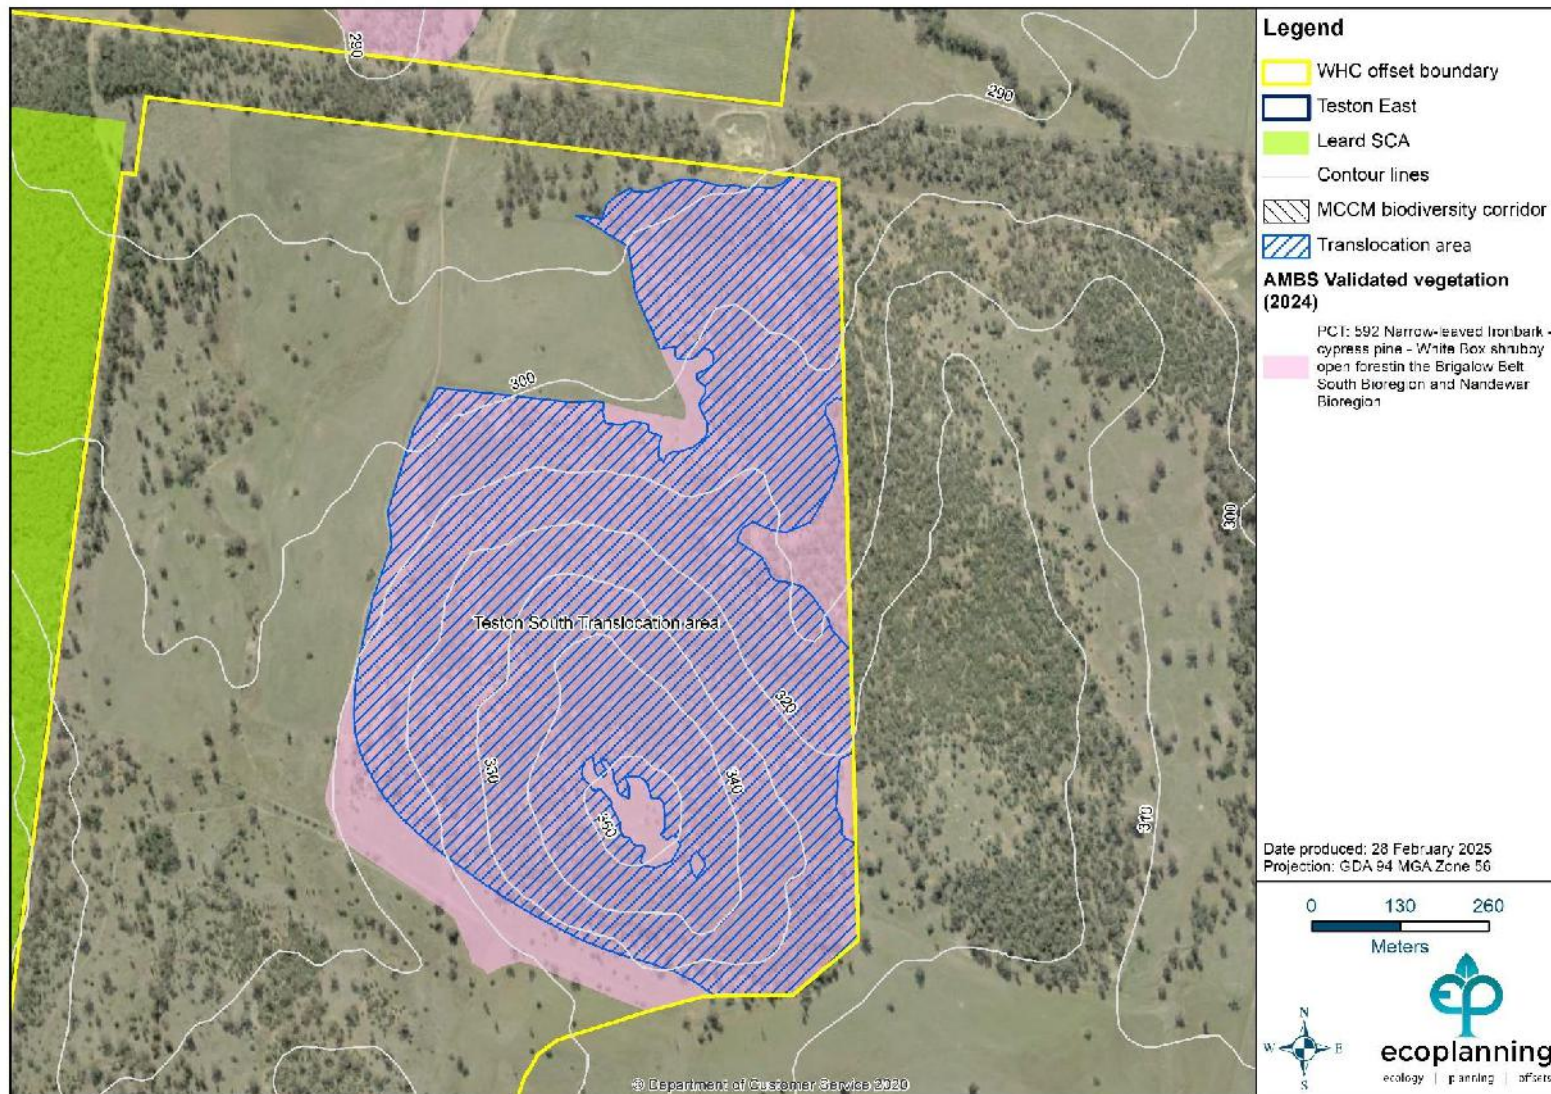 290
290
300
Teston South Translocation area
320
330
340
360
300
310
© Department of Customer Service 2020
Legend
WHC offset boundary
Teston East
Leard SCA
Contour lines
MCCM biodiversity corridor
Translocation area
AMBS Validated vegetation
(2024)
PCT: 592 Narrow-leaved Ironbark -
cypress pine - White Box shrubby
open forestin the Brigalow Belt
South Bioregion and Nandewar
Bioregion
Date produced: 28 February 2025
Projection: GDA 94 MGA Zone 56
0 130 260
Meters
N
W E
S
ep
ecoplanning
ecology | planning | offsets